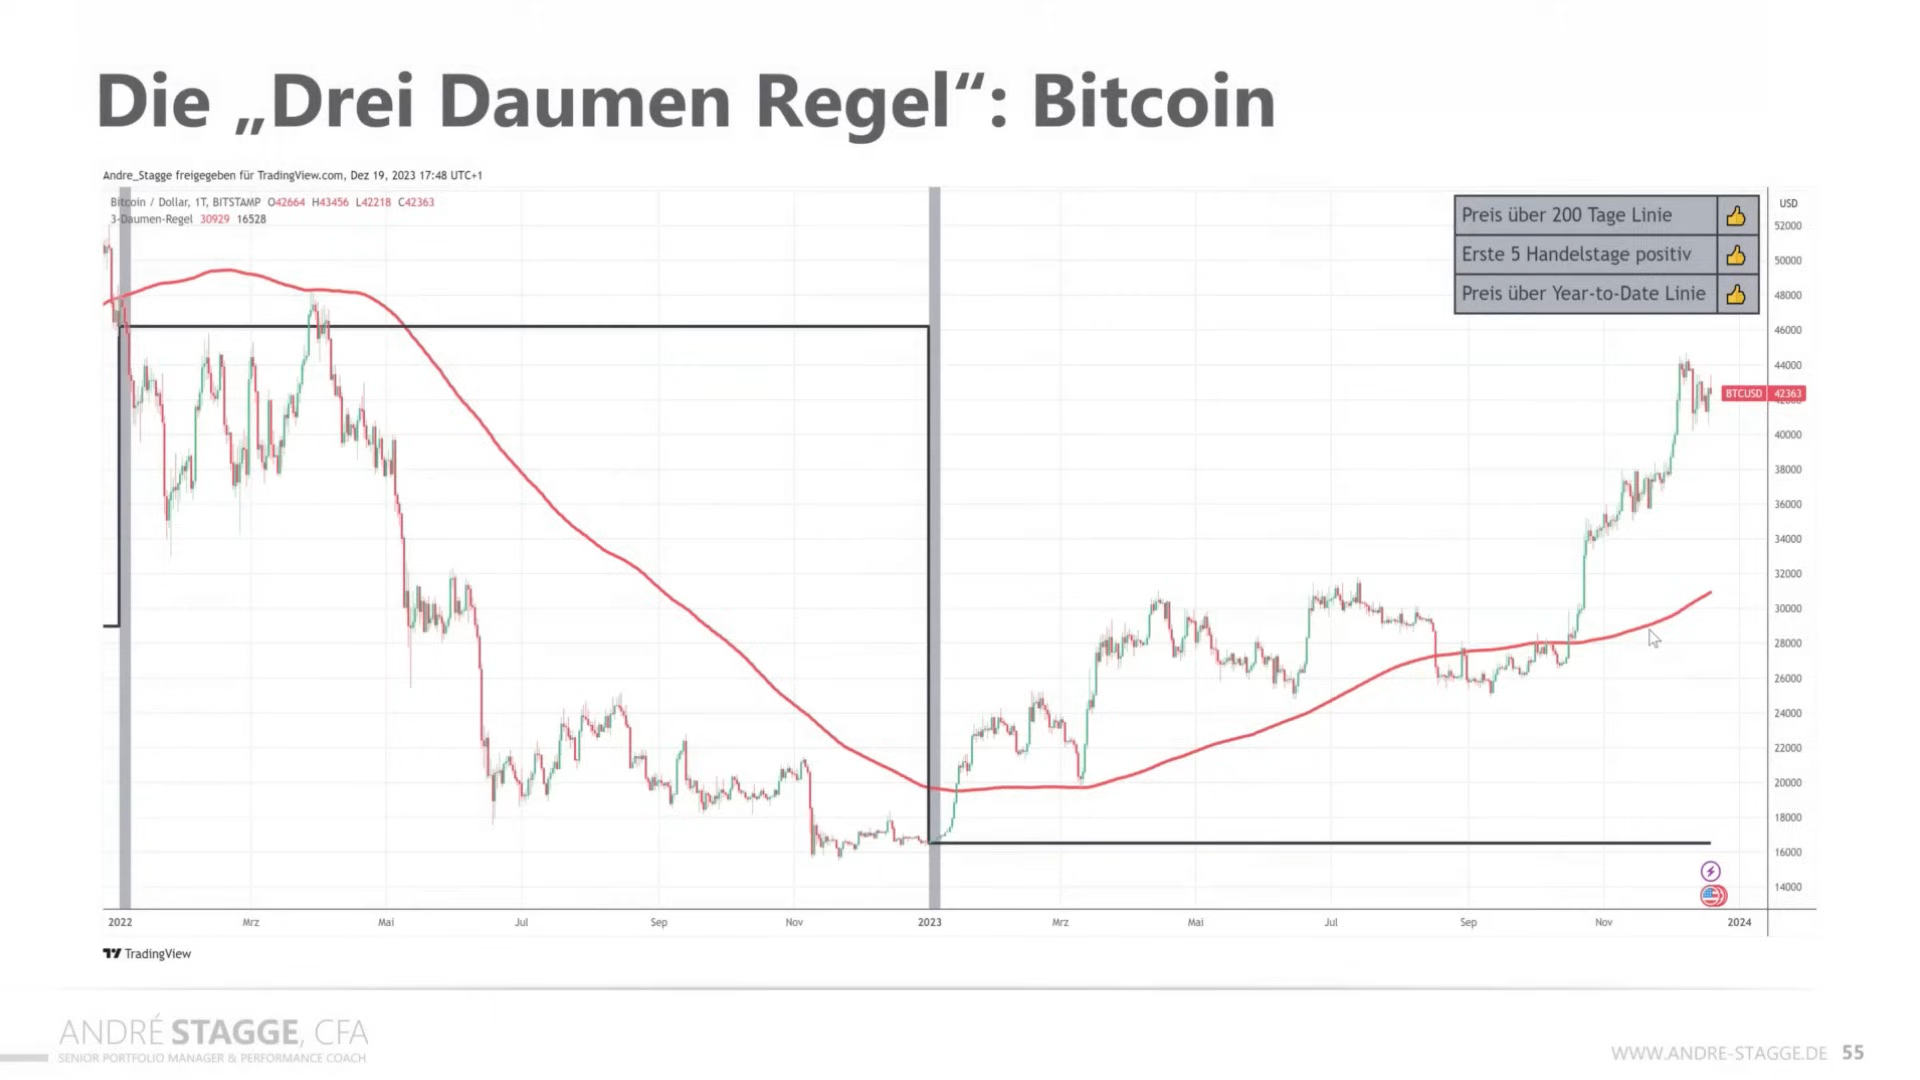 Die „Drei Daumen Regel“: Bitcoin
Andre_Stagge freigegeben für TradingView.com, Dez 19, 2023 17:48 UTC+1
Bitcoin / Dollar, 1T, BITSTAMP O42664 H43456 L42218 C42363
3-Daumen-Regel 30929 16528
Preis über 200 Tage Linie 👍
Erste 5 Handelstage positiv 👍
Preis über Year-to-Date Linie 👍
USD
52000
50000
48000
46000
44000
BTCUSD 42363
40000
38000
36000
34000
32000
30000
28000
26000
24000
22000
20000
18000
16000
14000
2022 Mrz Mai Jul Sep Nov 2023 Mrz Mai Jul Sep Nov 2024
TradingView
ANDRÉ STAGGE, CFA
SENIOR PORTFOLIO MANAGER & PERFORMANCE COACH
WWW.ANDRE-STAGGE.DE 55